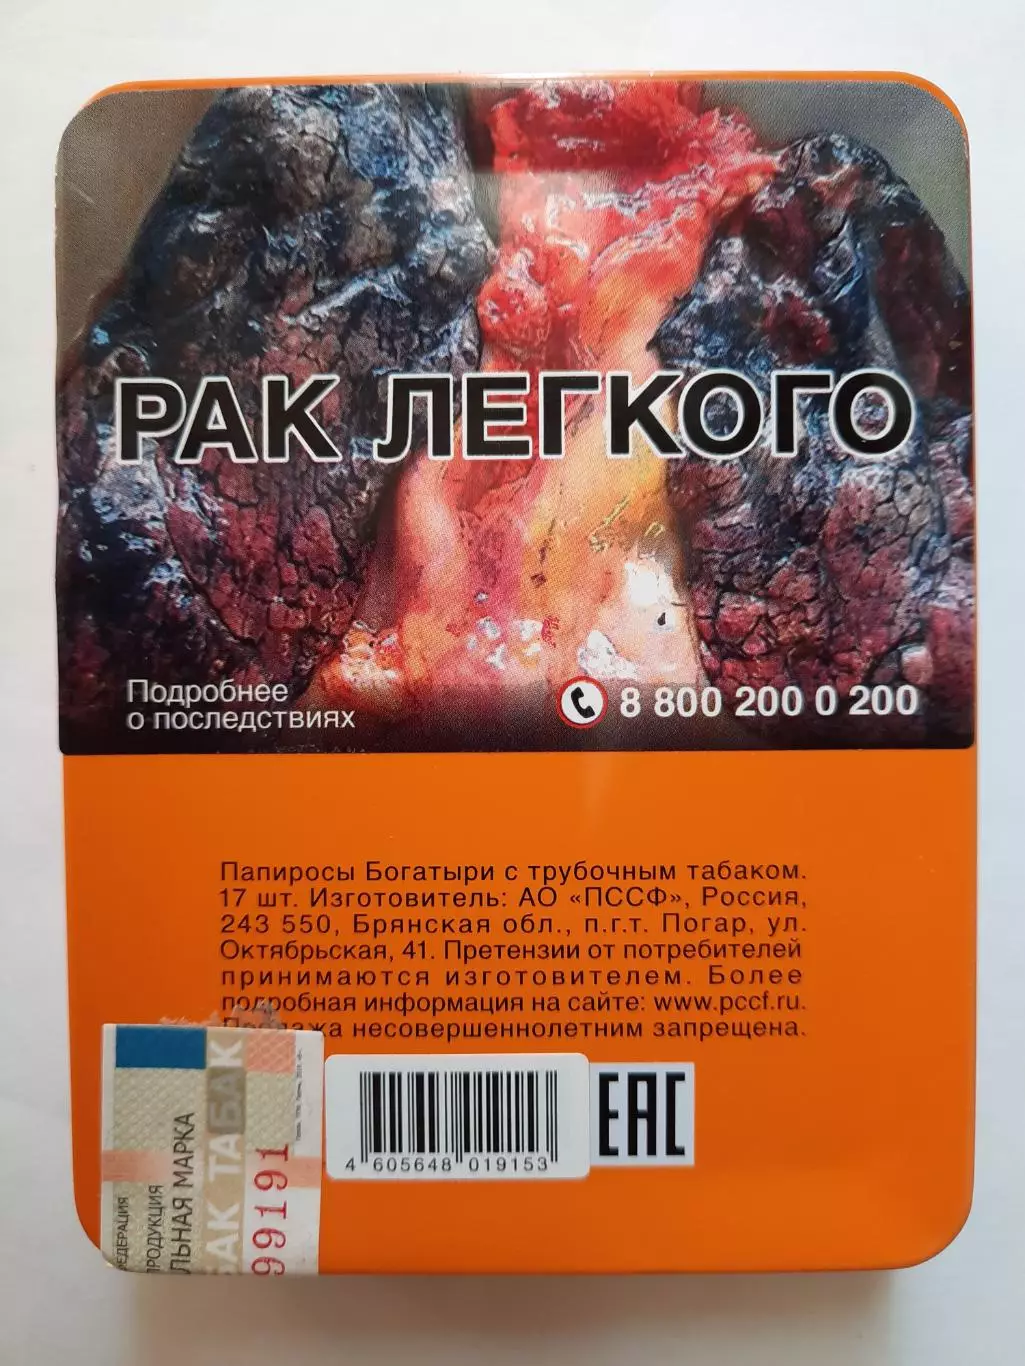 РАК ЛЕГКОГО
Подробнее
о последствиях
8 800 200 0 200
Папиросы Богатыри с трубочным табаком.
17 шт. Изготовитель: АО «ПССФ», Россия,
243 550, Брянская обл., п.г.т. Погар, ул.
Октябрьская, 41. Претензии от потребителей
принимаются изготовителем. Более
подробная информация на сайте: www.pccf.ru.
несовершеннолетним запрещена.
ТАБАК
99191
ПРОДУКЦИЯ
МАРКА
4 605648 019153
EAC